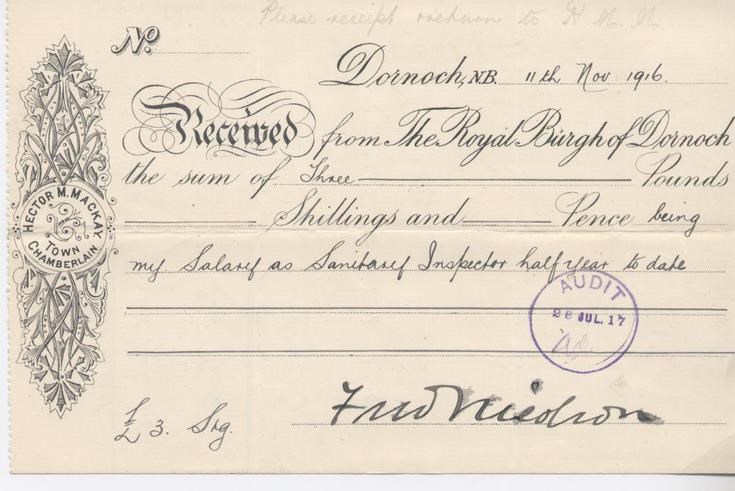 Please receipt & return to H. M. M.
No.
Dornoch, N.B. 11th Nov 1916.
Received from The Royal Burgh of Dornoch
the sum of Three Pounds
Shillings and Pence being
my Salary as Sanitary Inspector half year to date
HECTOR M. MACKAY
TOWN
CHAMBERLAIN
AUDIT
28 JUL. 17
£3. Stg.